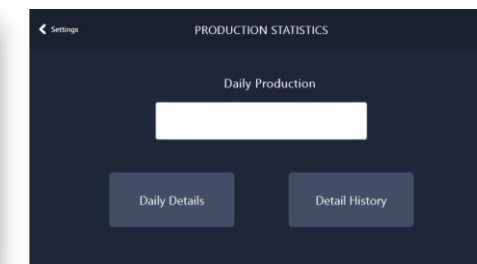 Settings
PRODUCTION STATISTICS
Daily Production
Daily Details
Detail History